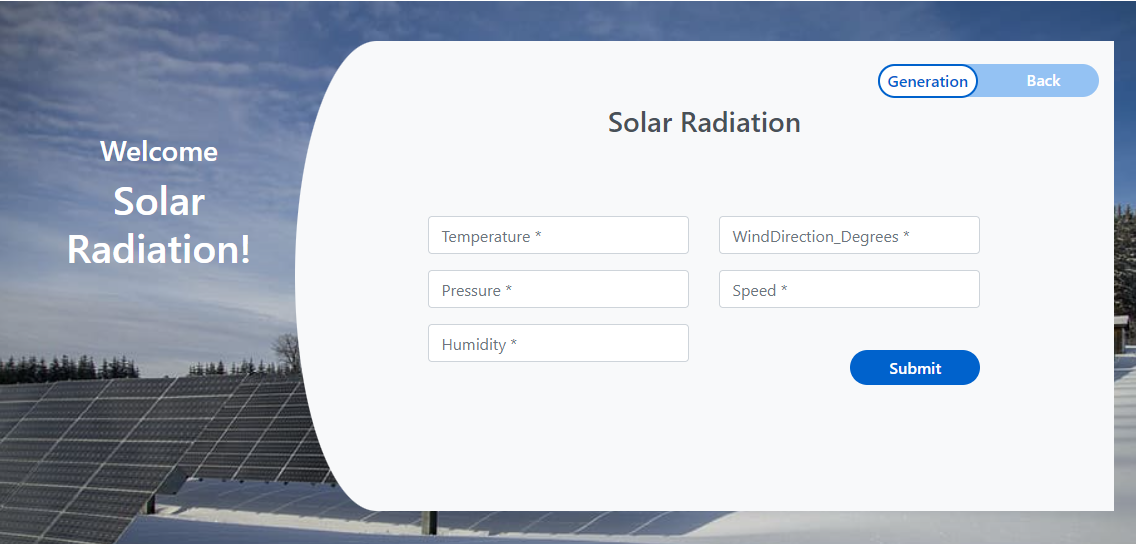 Welcome
Solar
Radiation!
Generation
Back
Solar Radiation
Temperature *
WindDirection_Degrees *
Pressure *
Speed *
Humidity *
Submit